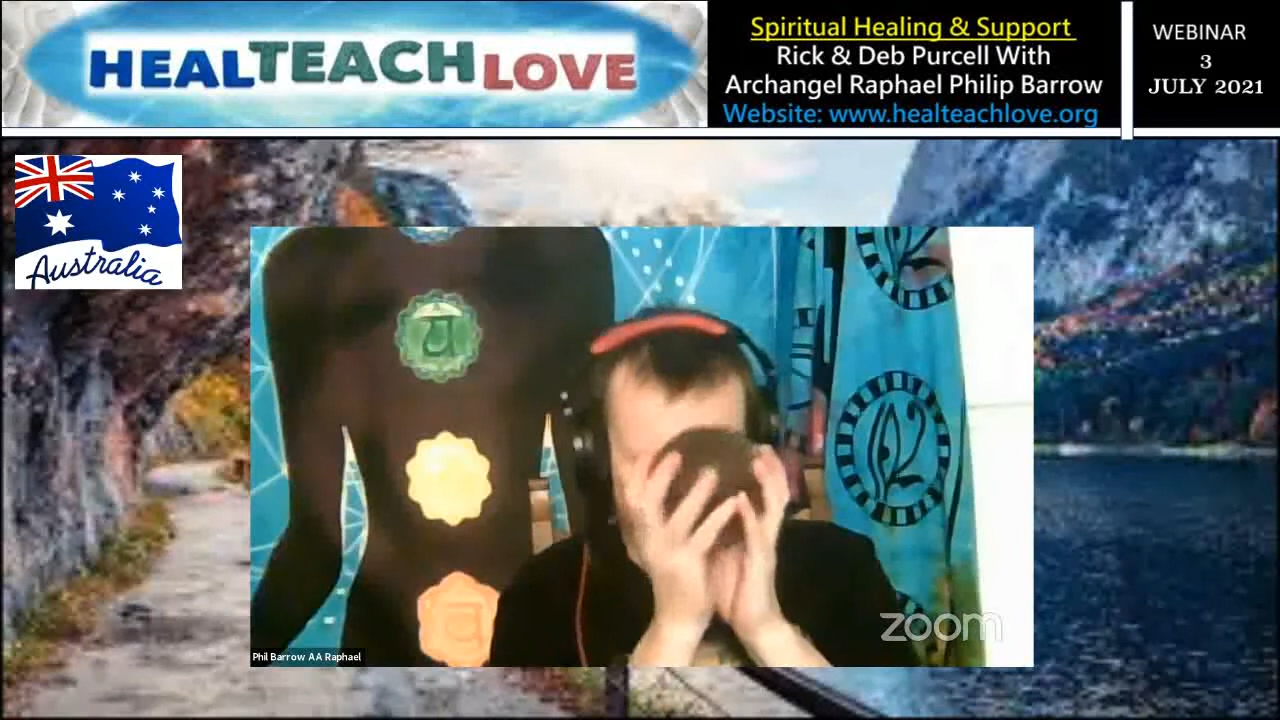 HEALTEACHLOVE
Spiritual Healing & Support
Rick & Deb Purcell With
Archangel Raphael Philip Barrow
Website: www.healteachlove.org
WEBINAR
3
JULY 2021
Australia
य
व
Phil Barrow AA Raphael
zoom